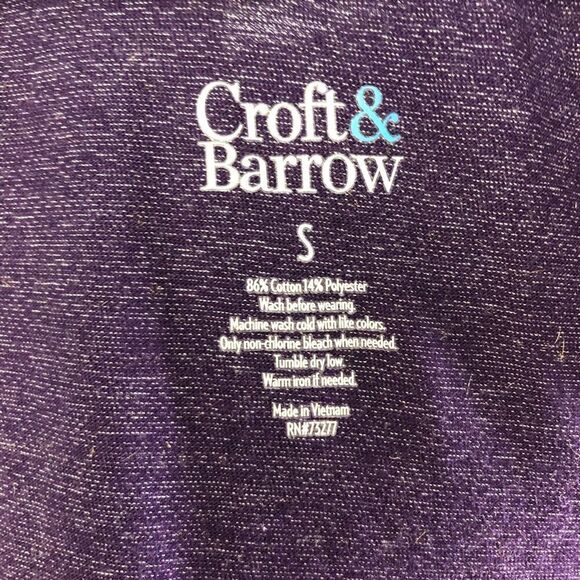 Croft&
Barrow
S
86% Cotton 14% Polyester
Wash before wearing.
Machine wash cold with like colors.
Only non-chlorine bleach when needed.
Tumble dry low.
Warm iron if needed.
Made in Vietnam
RN#73277